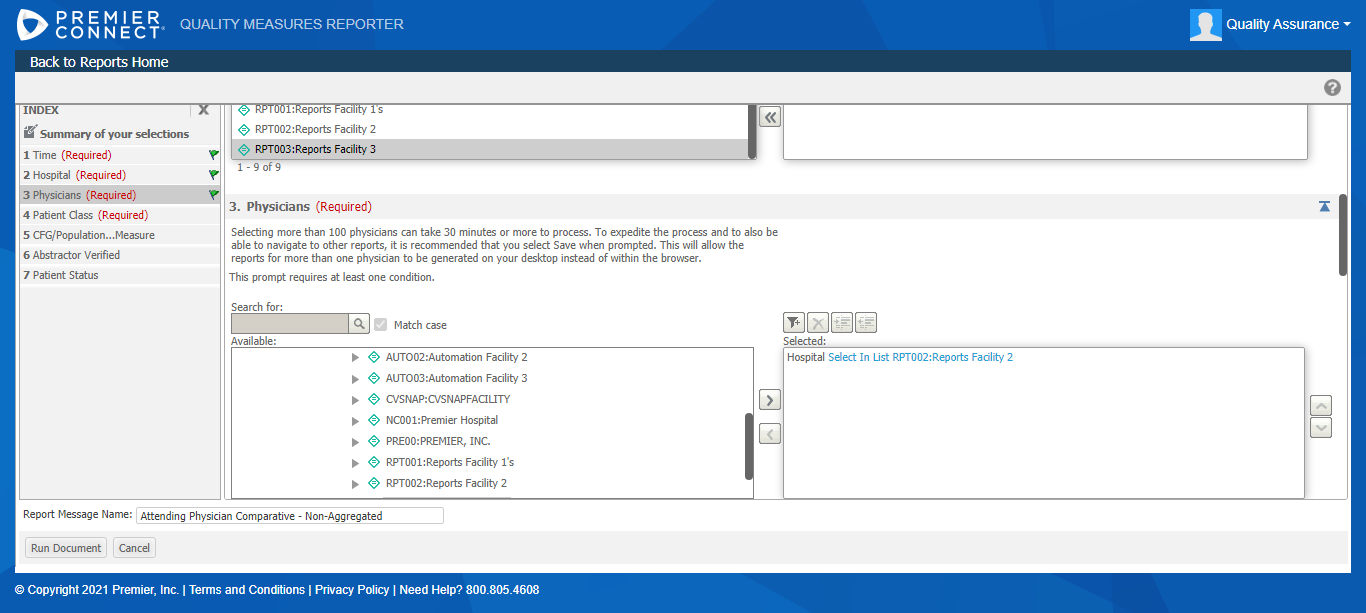 PREMIER
CONNECT
QUALITY MEASURES REPORTER
Quality Assurance
Back to Reports Home
INDEX
Summary of your selections
1 Time (Required)
2 Hospital (Required)
3 Physicians (Required)
4 Patient Class (Required)
5 CFG/Population...Measure
6 Abstractor Verified
7 Patient Status
RPT001:Reports Facility 1's
RPT002:Reports Facility 2
RPT003:Reports Facility 3
1 - 9 of 9
3. Physicians (Required)
Selecting more than 100 physicians can take 30 minutes or more to process. To expedite the process and to also be
able to navigate to other reports, it is recommended that you select Save when prompted. This will allow the
reports for more than one physician to be generated on your desktop instead of within the browser.
This prompt requires at least one condition.
Search for:
Match case
Available:
AUTO02:Automation Facility 2
AUTO03:Automation Facility 3
CVSNAP:CVSNAPFACILITY
NC001:Premier Hospital
PRE00:PREMIER, INC.
RPT001:Reports Facility 1's
RPT002:Reports Facility 2
Selected:
Hospital Select In List RPT002:Reports Facility 2
Report Message Name: Attending Physician Comparative - Non-Aggregated
Run Document Cancel
© Copyright 2021 Premier, Inc. | Terms and Conditions | Privacy Policy | Need Help? 800.805.4608